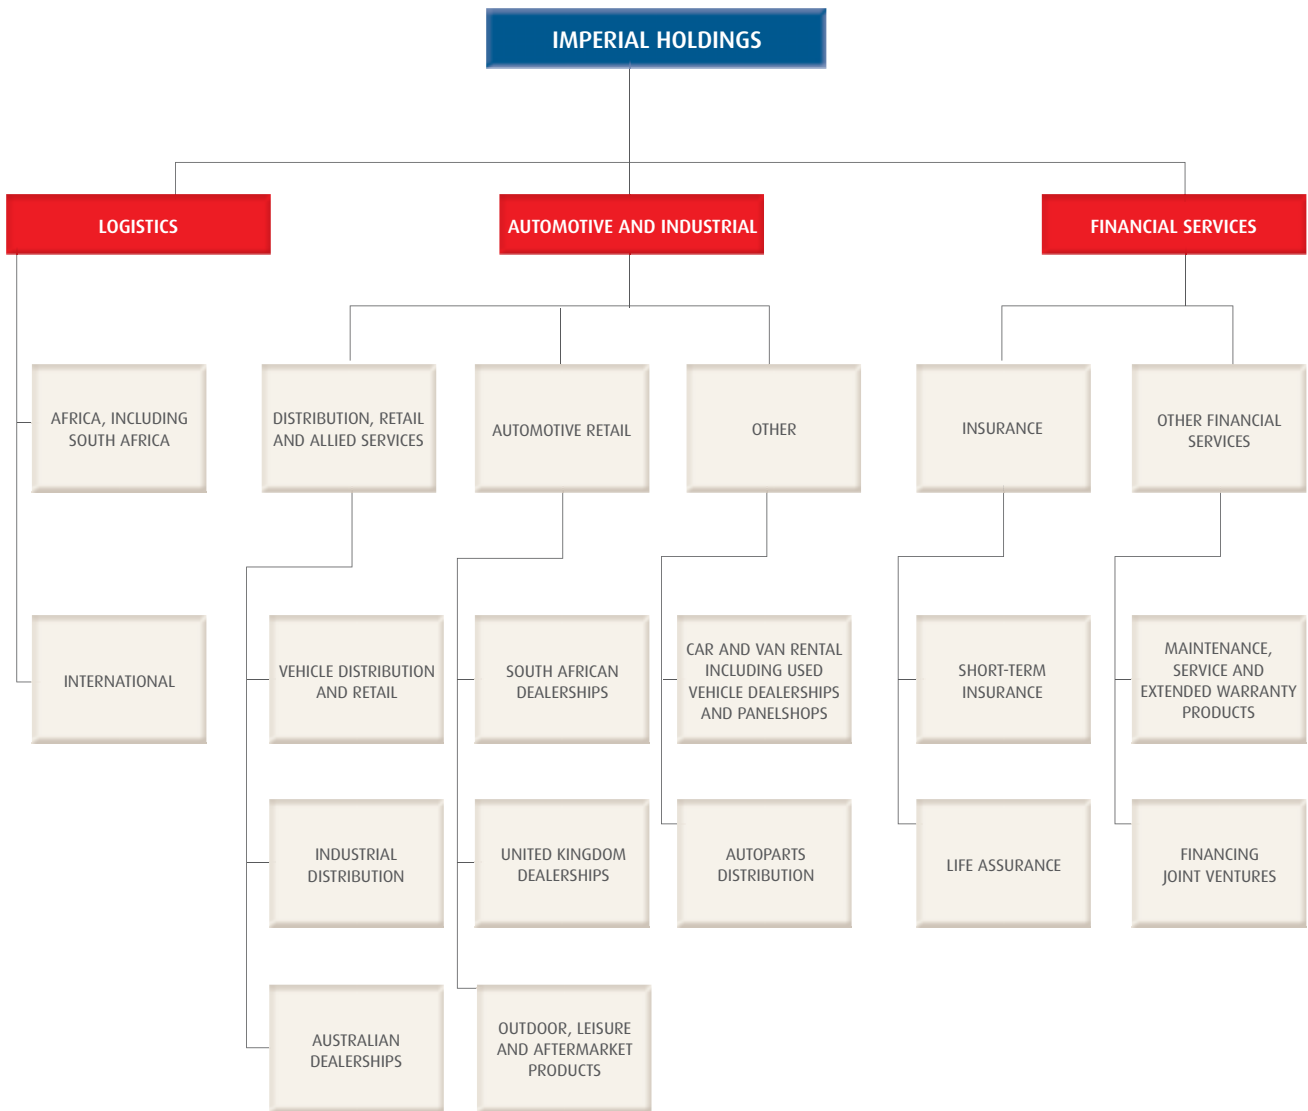 IMPERIAL HOLDINGS
LOGISTICS
AUTOMOTIVE AND INDUSTRIAL
FINANCIAL SERVICES
AFRICA, INCLUDING
SOUTH AFRICA
DISTRIBUTION, RETAIL
AND ALLIED SERVICES
AUTOMOTIVE RETAIL
OTHER
INSURANCE
OTHER FINANCIAL
SERVICES
INTERNATIONAL
VEHICLE DISTRIBUTION
AND RETAIL
SOUTH AFRICAN
DEALERSHIPS
CAR AND VAN RENTAL
INCLUDING USED
VEHICLE DEALERSHIPS
AND PANELSHOPS
SHORT-TERM
INSURANCE
MAINTENANCE,
SERVICE AND
EXTENDED WARRANTY
PRODUCTS
INDUSTRIAL
DISTRIBUTION
UNITED KINGDOM
DEALERSHIPS
AUTOPARTS
DISTRIBUTION
LIFE ASSURANCE
FINANCING
JOINT VENTURES
AUSTRALIAN
DEALERSHIPS
OUTDOOR, LEISURE
AND AFTERMARKET
PRODUCTS